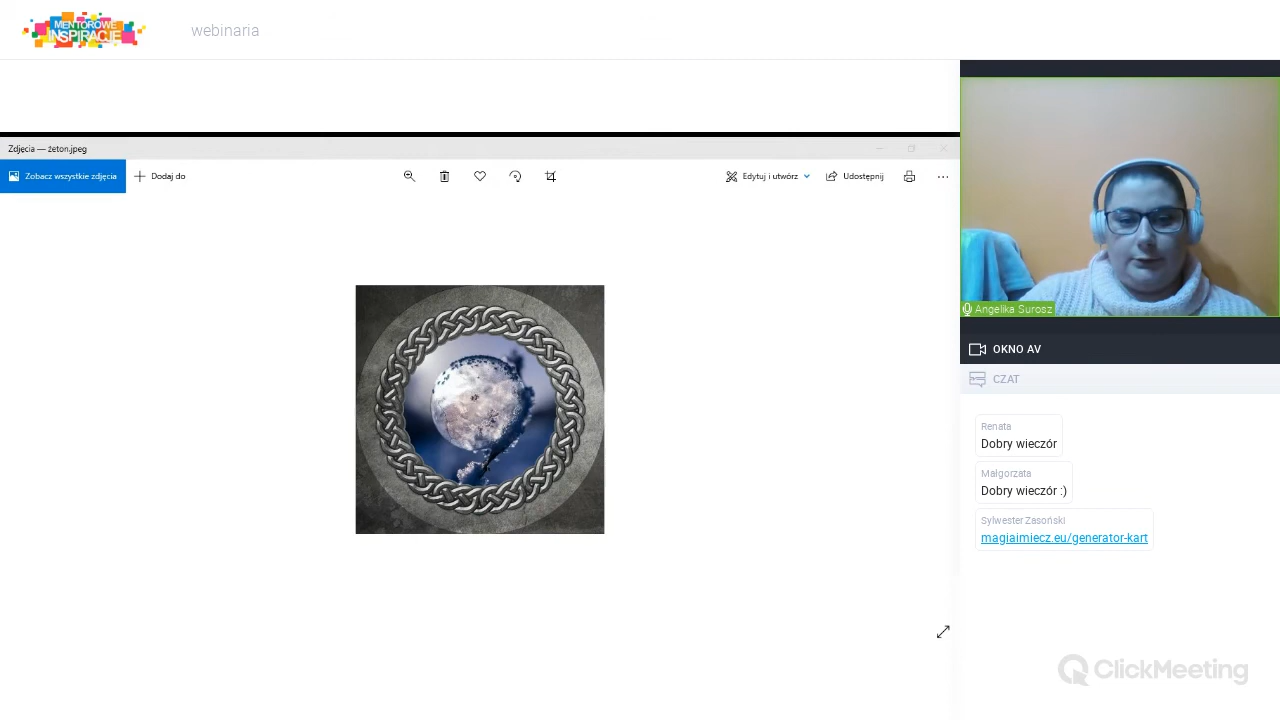 MENTOROWE
INSPIRACJE
webinaria
Zdjęcia — żeton.jpeg
Zobacz wszystkie zdjęcia
Dodaj do
Edytuj i utwórz
Udostępnij
Angelika Surosz
OKNO AV
CZAT
Renata
Dobry wieczór
Małgorzata
Dobry wieczór :)
Sylwester Zasoński
magiaimiecz.eu/generator-kart
ClickMeeting